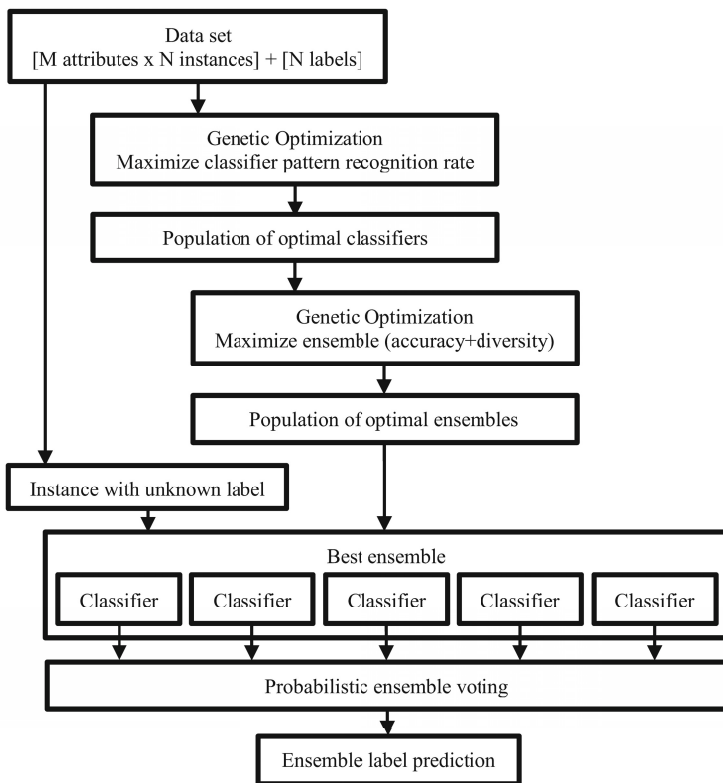 Data set
[M attributes x N instances] + [N labels]
Genetic Optimization
Maximize classifier pattern recognition rate
Population of optimal classifiers
Genetic Optimization
Maximize ensemble (accuracy+diversity)
Population of optimal ensembles
Instance with unknown label
Best ensemble
Classifier Classifier Classifier Classifier Classifier
Probabilistic ensemble voting
Ensemble label prediction